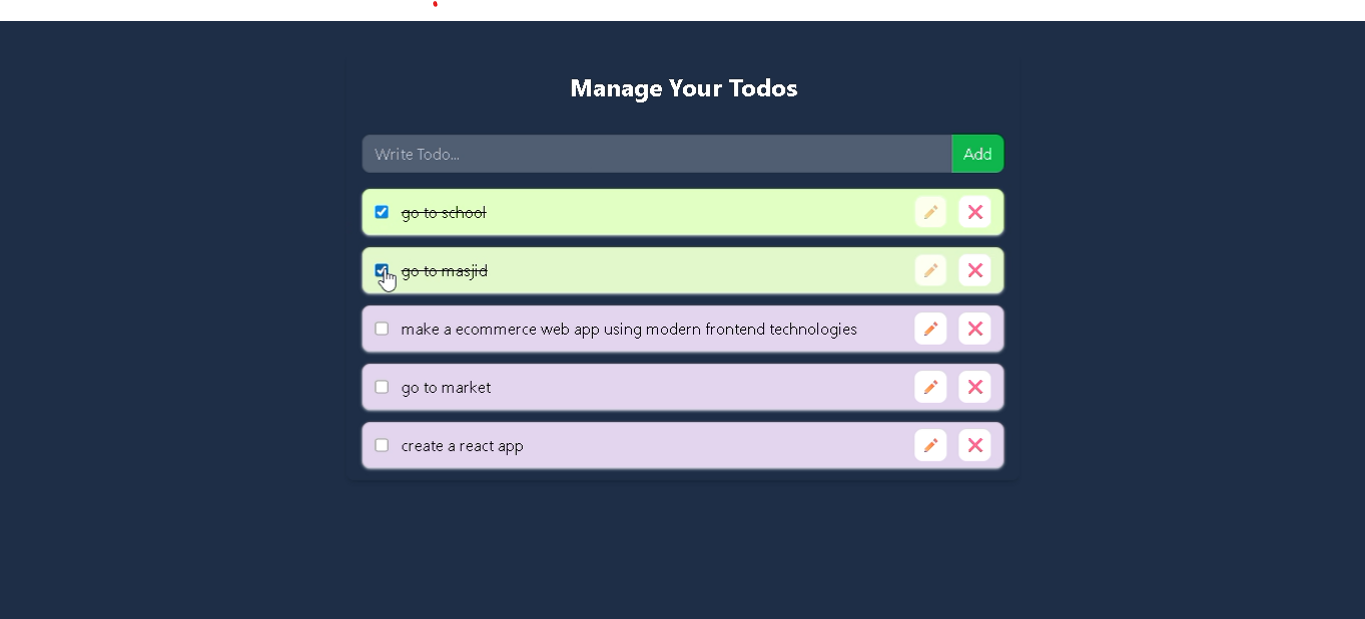 Manage Your Todos
Write Todo...
Add
go to school
go to masjid
make a ecommerce web app using modern frontend technologies
go to market
create a react app